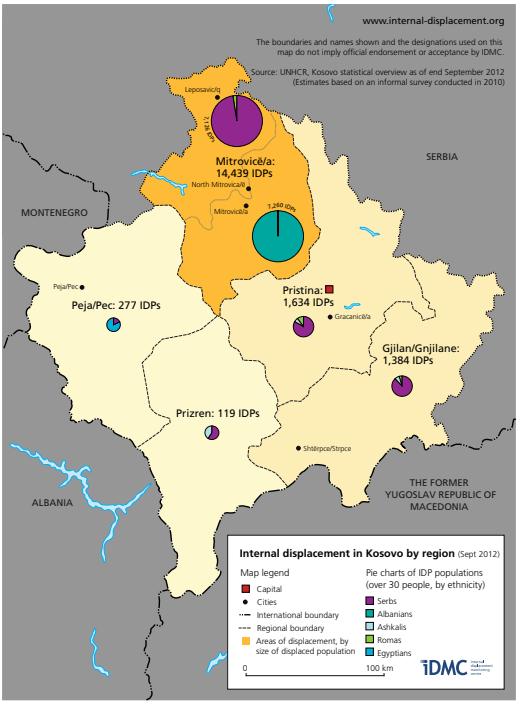 www.internal-displacement.org
The boundaries and names shown and the designations used on this
map do not imply official endorsement or acceptance by IDMC.
Source: UNHCR, Kosovo statistical overview as of end September 2012
(Estimates based on an informal survey conducted in 2010)
Leposavic/q
Mitrovicë/a:
14,439 IDPs
North Mitrovica/ë
Mitrovicë/a
7,260 IDPs
SERBIA
MONTENEGRO
Peja/Pec
Peja/Pec: 277 IDPs
Pristina:
1,634 IDPs
Gracanicë/a
Gjilan/Gnjilane:
1,384 IDPs
Prizren: 119 IDPs
Shtërpce/Strpce
ALBANIA
THE FORMER
YUGOSLAV REPUBLIC OF
MACEDONIA
Internal displacement in Kosovo by region (Sept 2012)
Map legend
Capital
Cities
International boundary
Regional boundary
Areas of displacement, by
size of displaced population
0
100 km
Pie charts of IDP populations
(over 30 people, by ethnicity)
Serbs
Albanians
Ashkalis
Romas
Egyptians
iDMC
internal
displacement
monitoring
centre